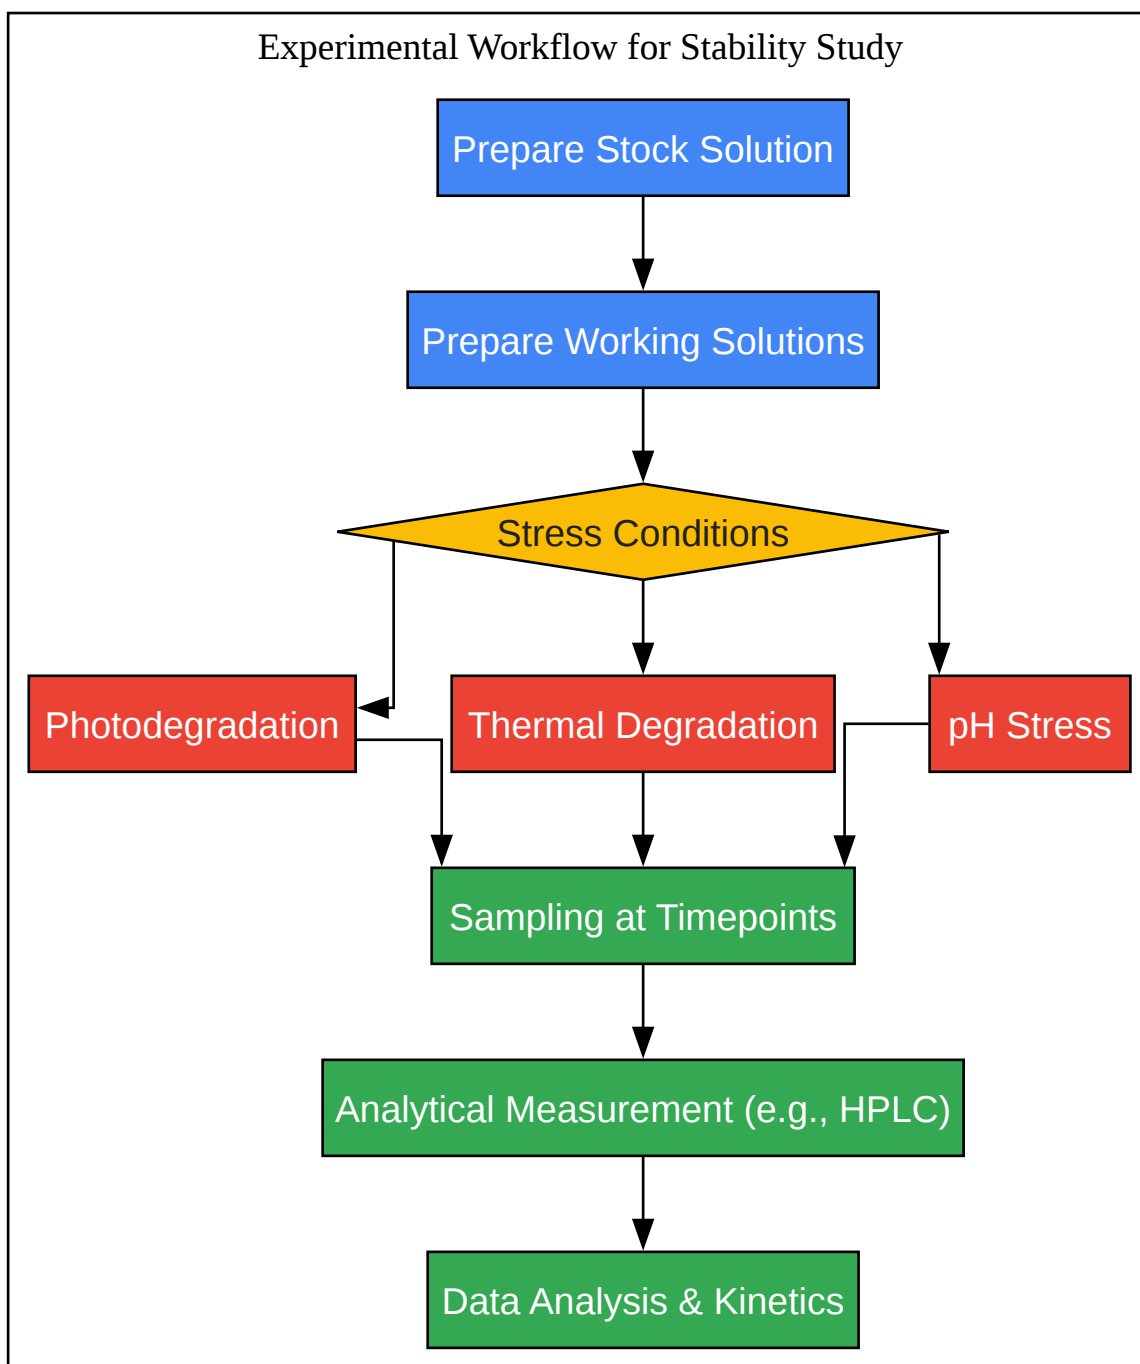 Experimental Workflow for Stability Study
Prepare Stock Solution
Prepare Working Solutions
Stress Conditions
Photodegradation
Thermal Degradation
pH Stress
Sampling at Timepoints
Analytical Measurement (e.g., HPLC)
Data Analysis & Kinetics